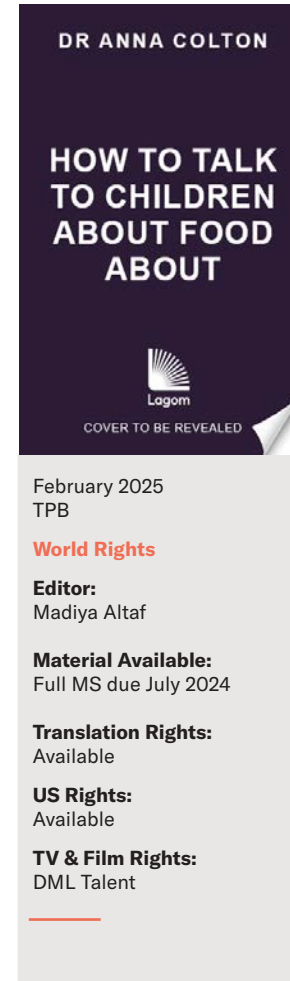 DR ANNA COLTON
HOW TO TALK
TO CHILDREN
ABOUT FOOD
ABOUT
Lagom
COVER TO BE REVEALED
February 2025
TPB
World Rights
Editor:
Madiya Altaf
Material Available:
Full MS due July 2024
Translation Rights:
Available
US Rights:
Available
TV & Film Rights:
DML Talent